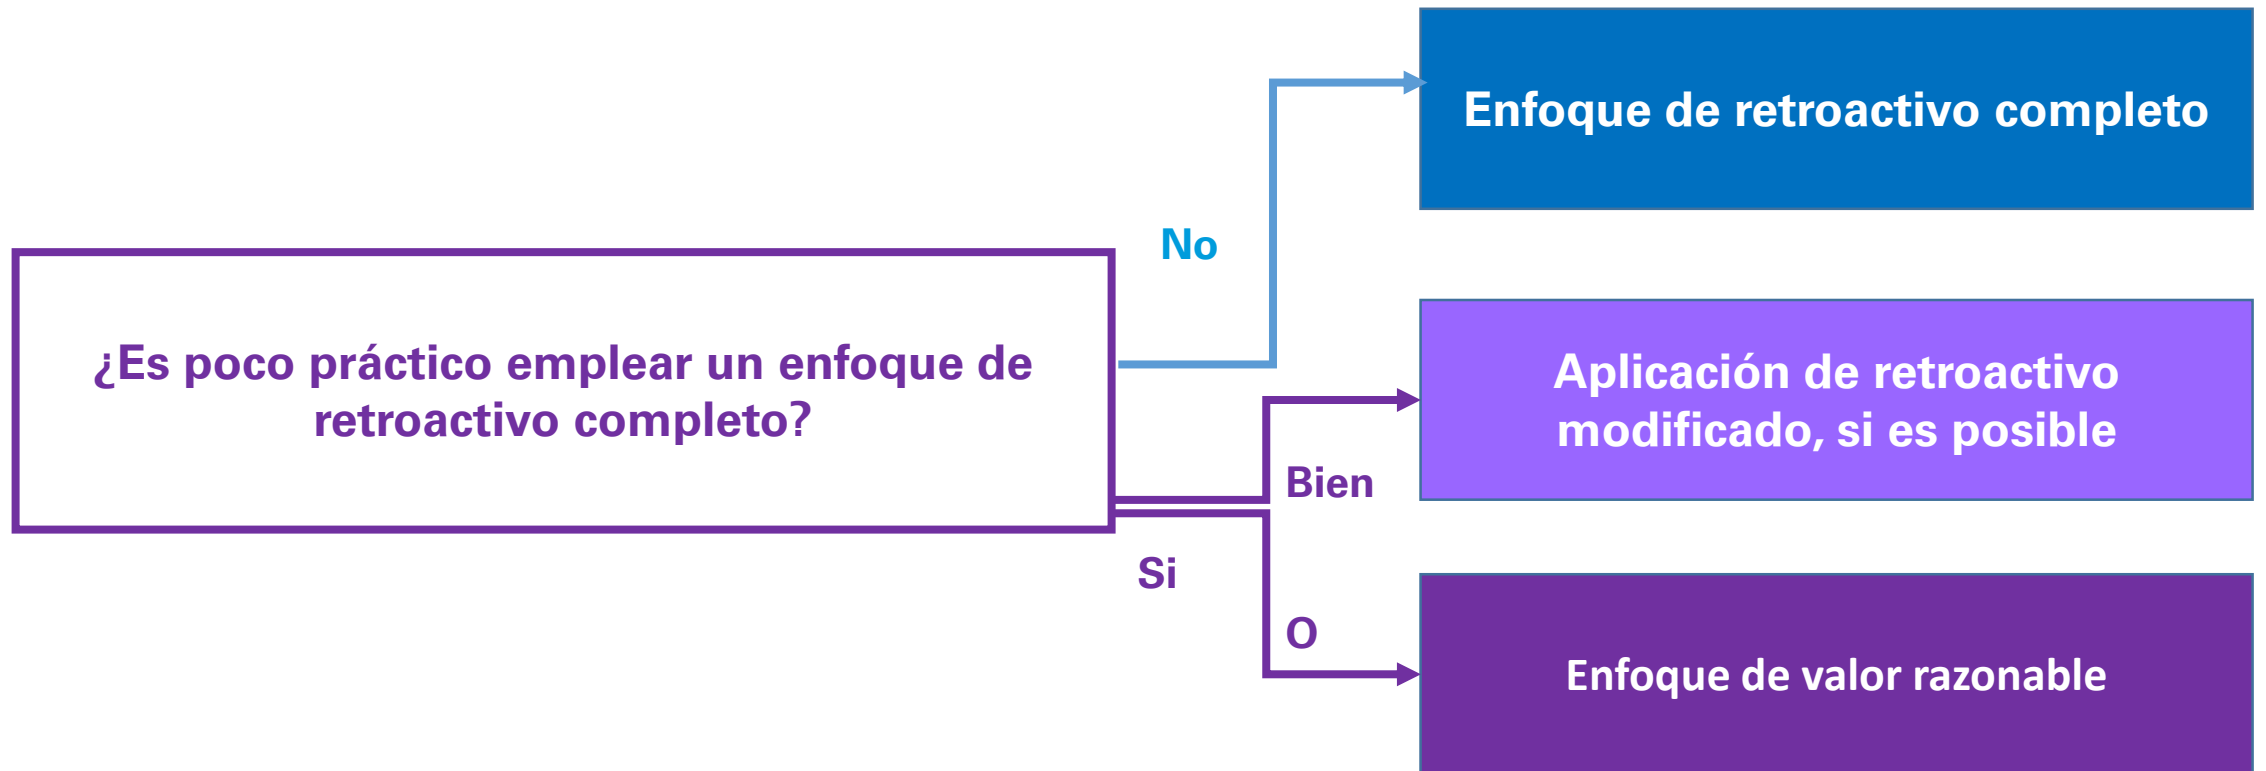 Enfoque de retroactivo completo
No
¿Es poco práctico emplear un enfoque de
retroactivo completo?
Aplicación de retroactivo
modificado, si es posible
Bien
Si
O
Enfoque de valor razonable